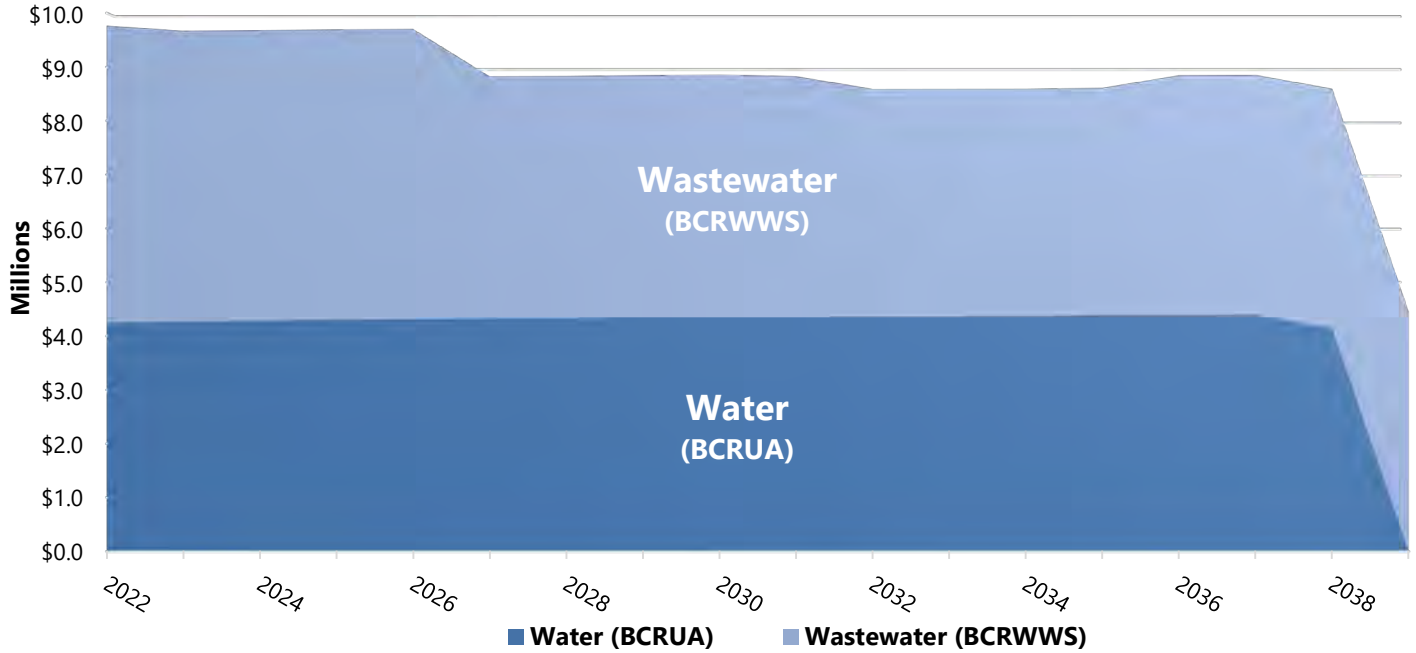 $10.0
$9.0
$8.0
$7.0
$6.0
$5.0
$4.0
$3.0
$2.0
$1.0
$0.0
Millions
Wastewater
(BCRWWS)
Water
(BCRUA)
2022 2024 2026 2028 2030 2032 2034 2036 2038
Water (BCRUA) Wastewater (BCRWWS)